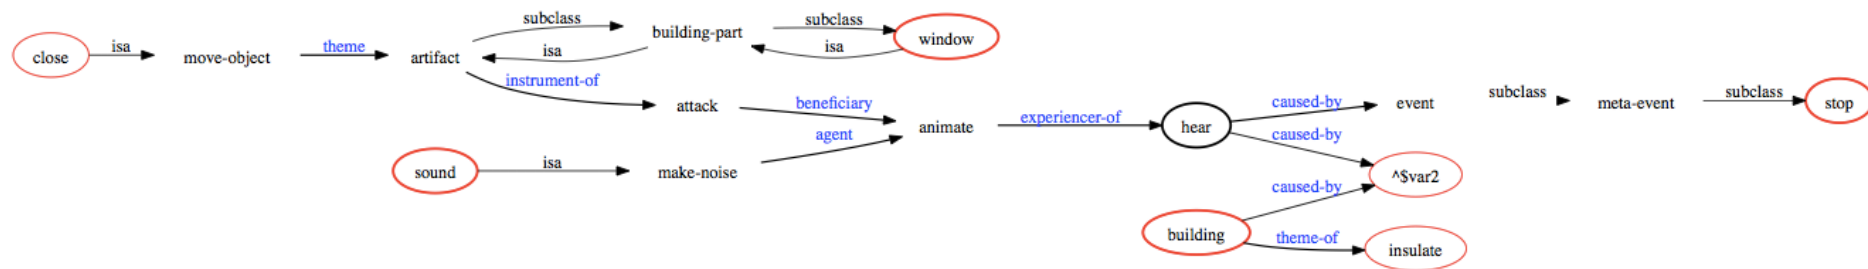 close
isa
move-object
theme
artifact
subclass
isa
building-part
subclass
isa
window
instrument-of
attack
beneficiary
sound
isa
make-noise
agent
animate
experiencer-of
hear
caused-by
event
subclass
meta-event
subclass
stop
caused-by
^$var2
caused-by
building
theme-of
insulate